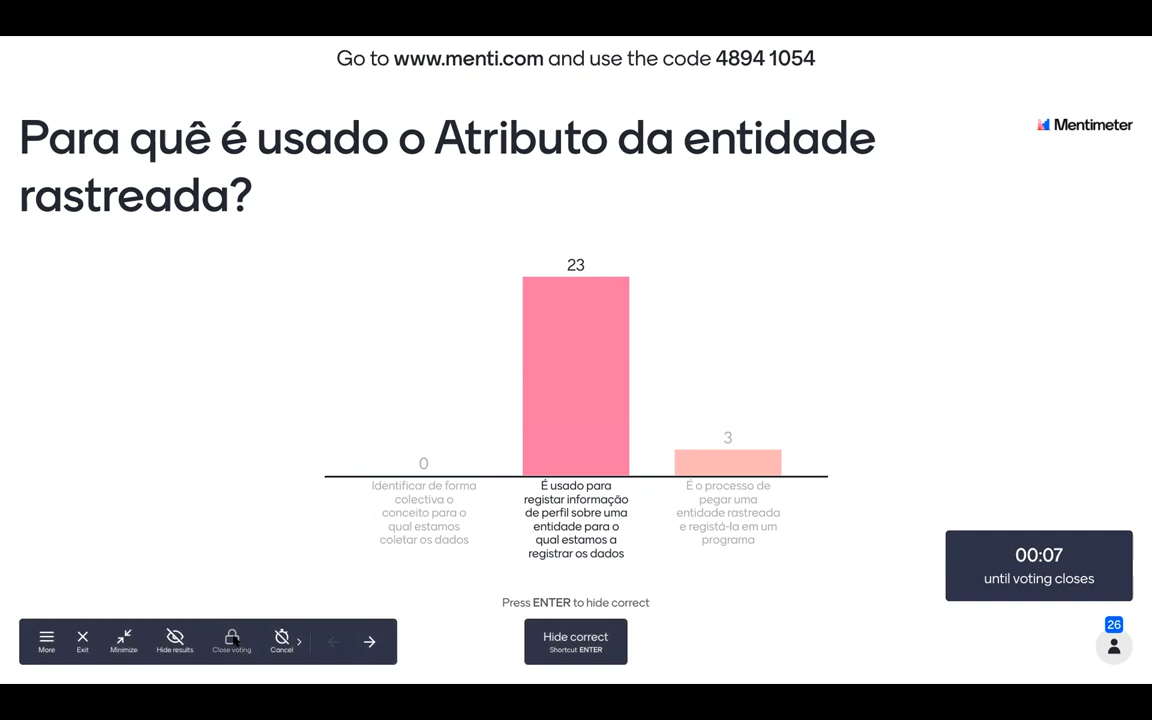 Go to www.menti.com and use the code 4894 1054
Para quê é usado o Atributo da entidade
rastreada?
Mentimeter
23
3
0
Identificar de forma
colectiva o
conceito para o
qual estamos
coletar os dados
É usado para
registar informação
de perfil sobre uma
entidade para o
qual estamos a
registrar os dados
É o processo de
pegar uma
entidade rastreada
e registá-la em um
programa
00:07
until voting closes
Press ENTER to hide correct
Hide correct
Shortcut ENTER
More
Exit
Minimize
Hide results
Close voting
Cancel
26